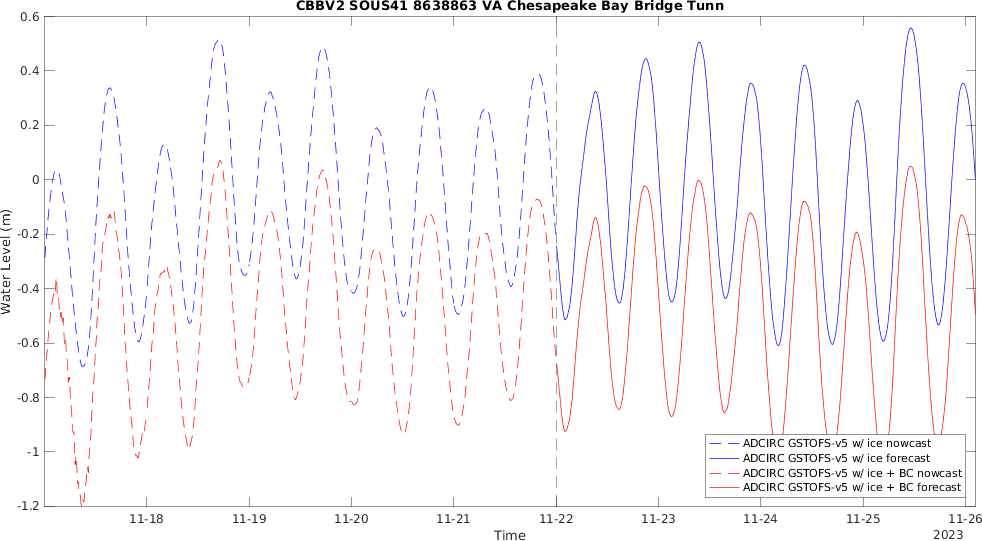 CBBV2 SOUS41 8638863 VA Chesapeake Bay Bridge Tunn
0.6
0.4
0.2
0
-0.2
-0.4
-0.6
-0.8
-1
-1.2
Water Level (m)
ADCIRC GSTOFS-v5 w/ ice nowcast
ADCIRC GSTOFS-v5 w/ ice forecast
ADCIRC GSTOFS-v5 w/ ice + BC nowcast
ADCIRC GSTOFS-v5 w/ ice + BC forecast
11-18 11-19 11-20 11-21 11-22 11-23 11-24 11-25 11-26
Time
2023